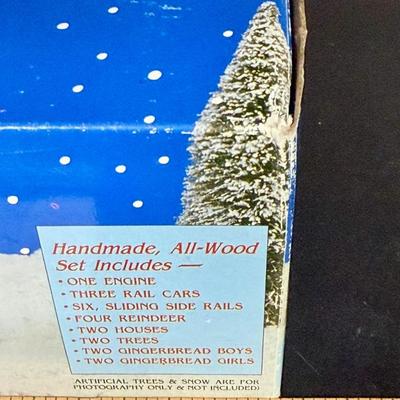 Handmade, All-Wood
Set Includes —
• ONE ENGINE
• THREE RAIL CARS
• SIX, SLIDING SIDE RAILS
• FOUR REINDEER
• TWO HOUSES
• TWO TREES
• TWO GINGERBREAD BOYS
• TWO GINGERBREAD GIRLS
ARTIFICIAL TREES & SNOW ARE FOR
PHOTOGRAPHY ONLY & NOT INCLUDED)